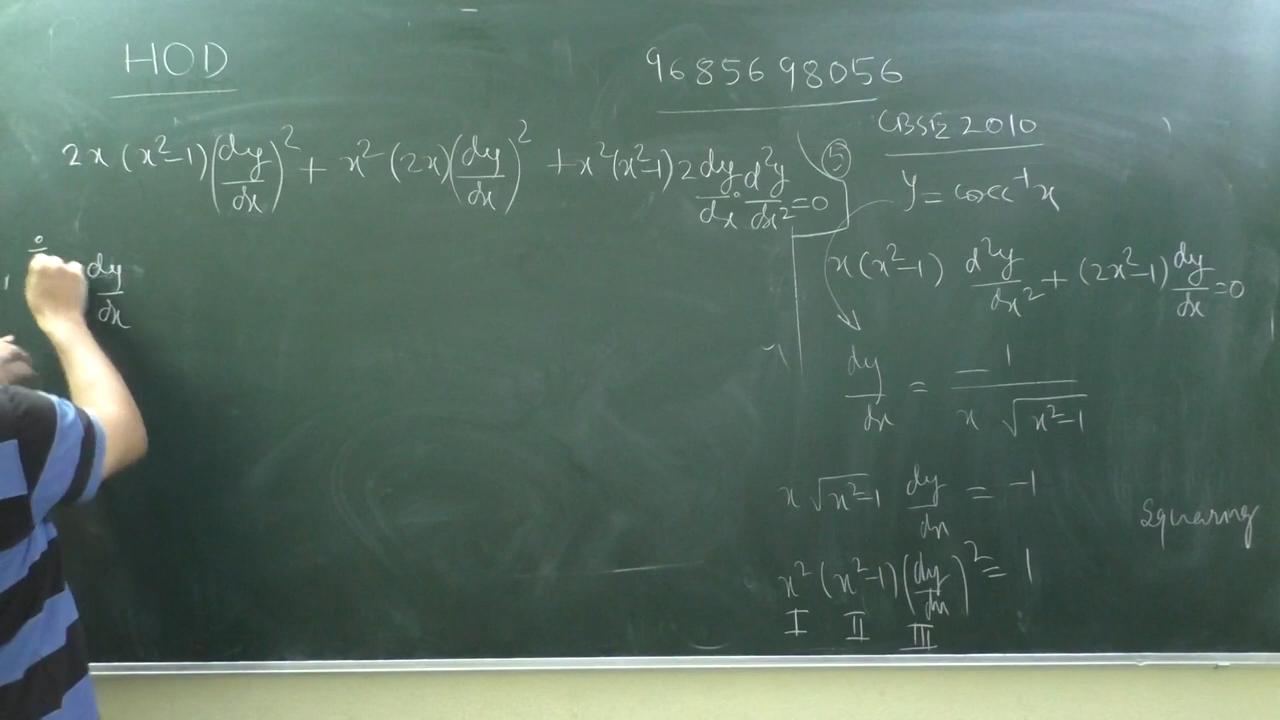 HOD
9685698056
2x (x²-1)(dy/dx)² + x² (2x)(dy/dx)² + x²(x²-1) 2 dy/dx · d²y/dx² = 0
÷ dy/dx
CBSE 2010
⑤ y = cosec⁻¹x
x(x²-1) d²y/dx² + (2x²-1) dy/dx = 0
dy/dx = -1/(x √(x²-1))
x √(x²-1) dy/dx = -1
Squaring
x² (x²-1) (dy/dx)² = 1
I II III